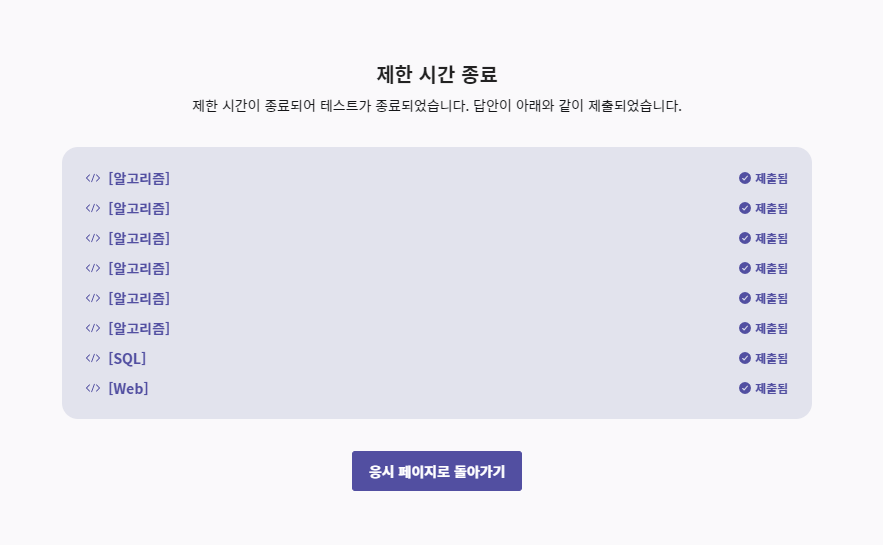 제한 시간 종료
제한 시간이 종료되어 테스트가 종료되었습니다. 답안이 아래와 같이 제출되었습니다.
</> [알고리즘] 제출됨
</> [알고리즘] 제출됨
</> [알고리즘] 제출됨
</> [알고리즘] 제출됨
</> [알고리즘] 제출됨
</> [알고리즘] 제출됨
</> [SQL] 제출됨
</> [Web] 제출됨
응시 페이지로 돌아가기